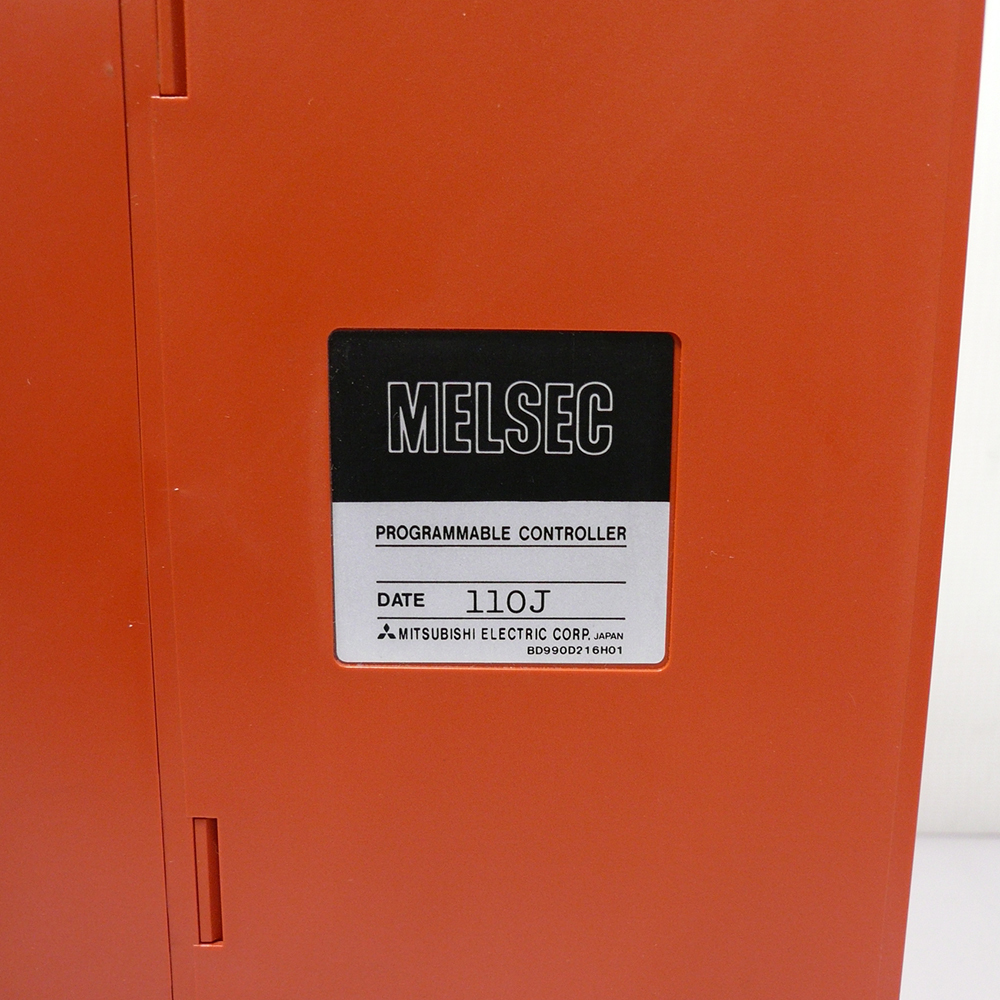 MELSEC
PROGRAMMABLE CONTROLLER
DATE 110J
MITSUBISHI ELECTRIC CORP. JAPAN
BD990D216H01